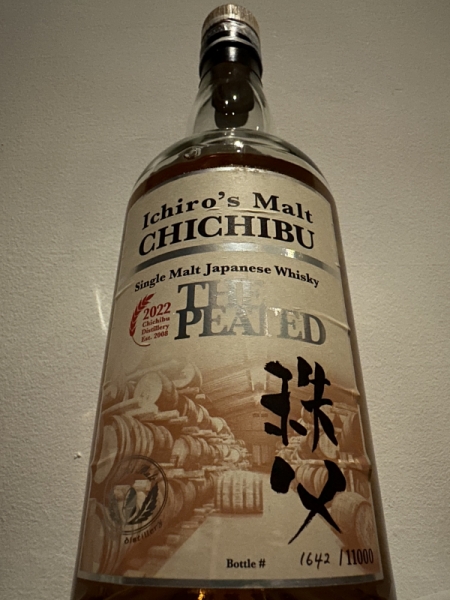 Ichiro's Malt
CHICHIBU
Single Malt Japanese Whisky
THE
PEATED
2022
Chichibu
Distillery
Est. 2008
秩父
Distillery
Bottle # 1642 /11000